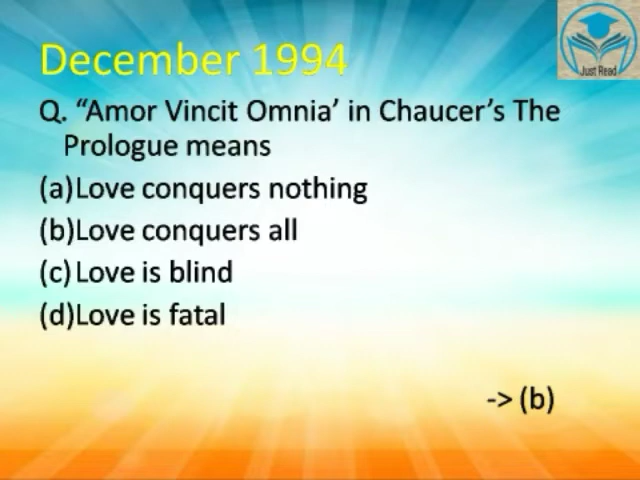 December 1994
Just Read
Q. “Amor Vincit Omnia’ in Chaucer’s The
Prologue means
(a)Love conquers nothing
(b)Love conquers all
(c)Love is blind
(d)Love is fatal
-> (b)